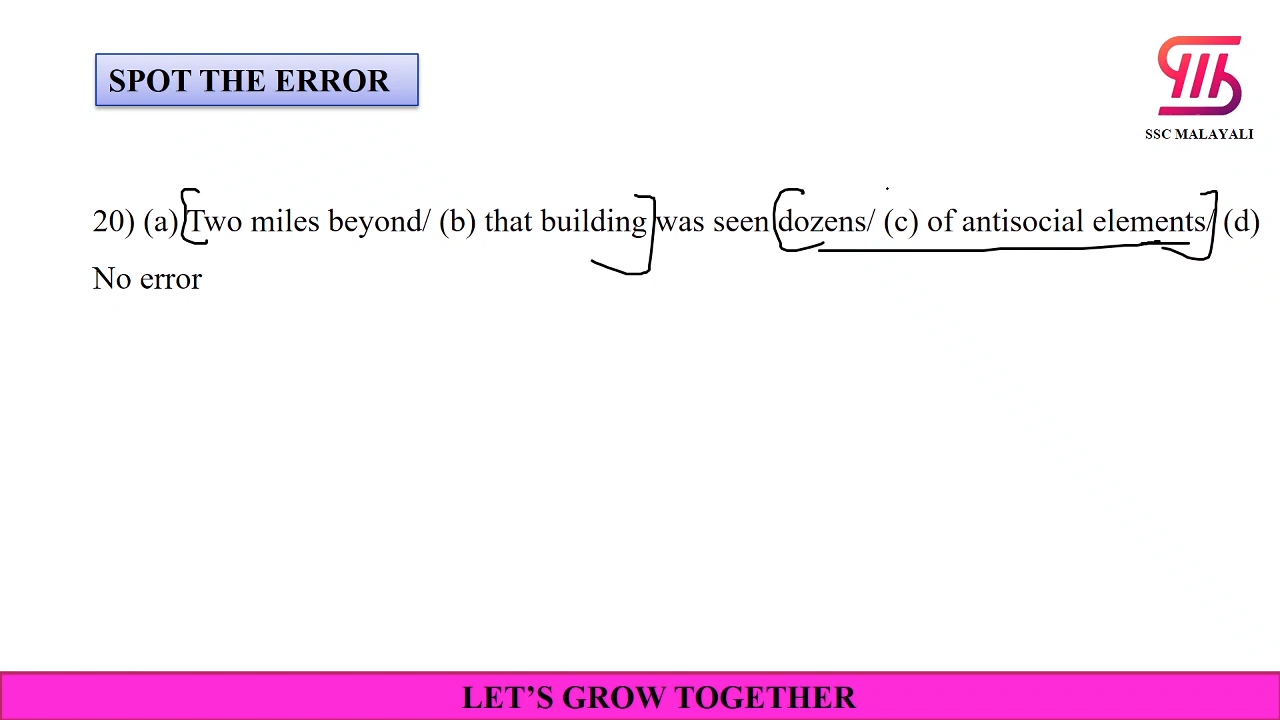 SPOT THE ERROR
SSC MALAYALI
20) (a) Two miles beyond/ (b) that building was seen dozens/ (c) of antisocial elements/ (d)
No error
LET’S GROW TOGETHER